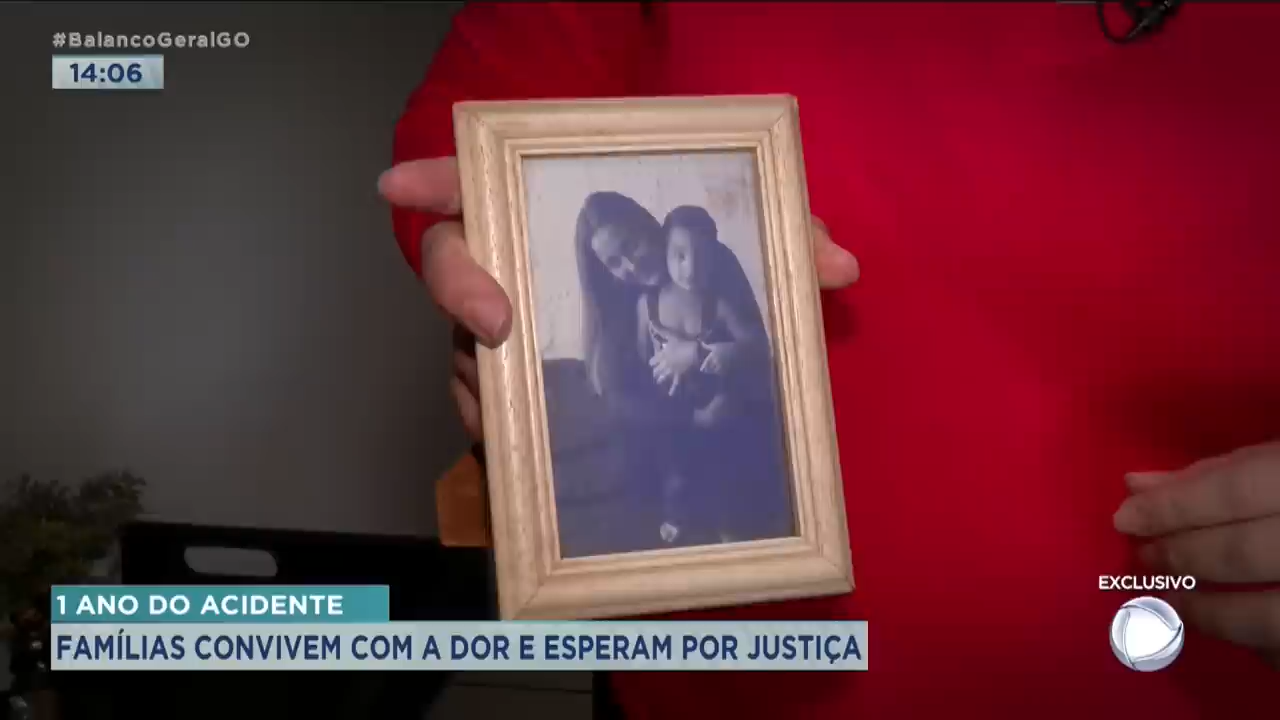 #BalancoGeralGO
14:06
EXCLUSIVO
1 ANO DO ACIDENTE
FAMÍLIAS CONVIVEM COM A DOR E ESPERAM POR JUSTIÇA